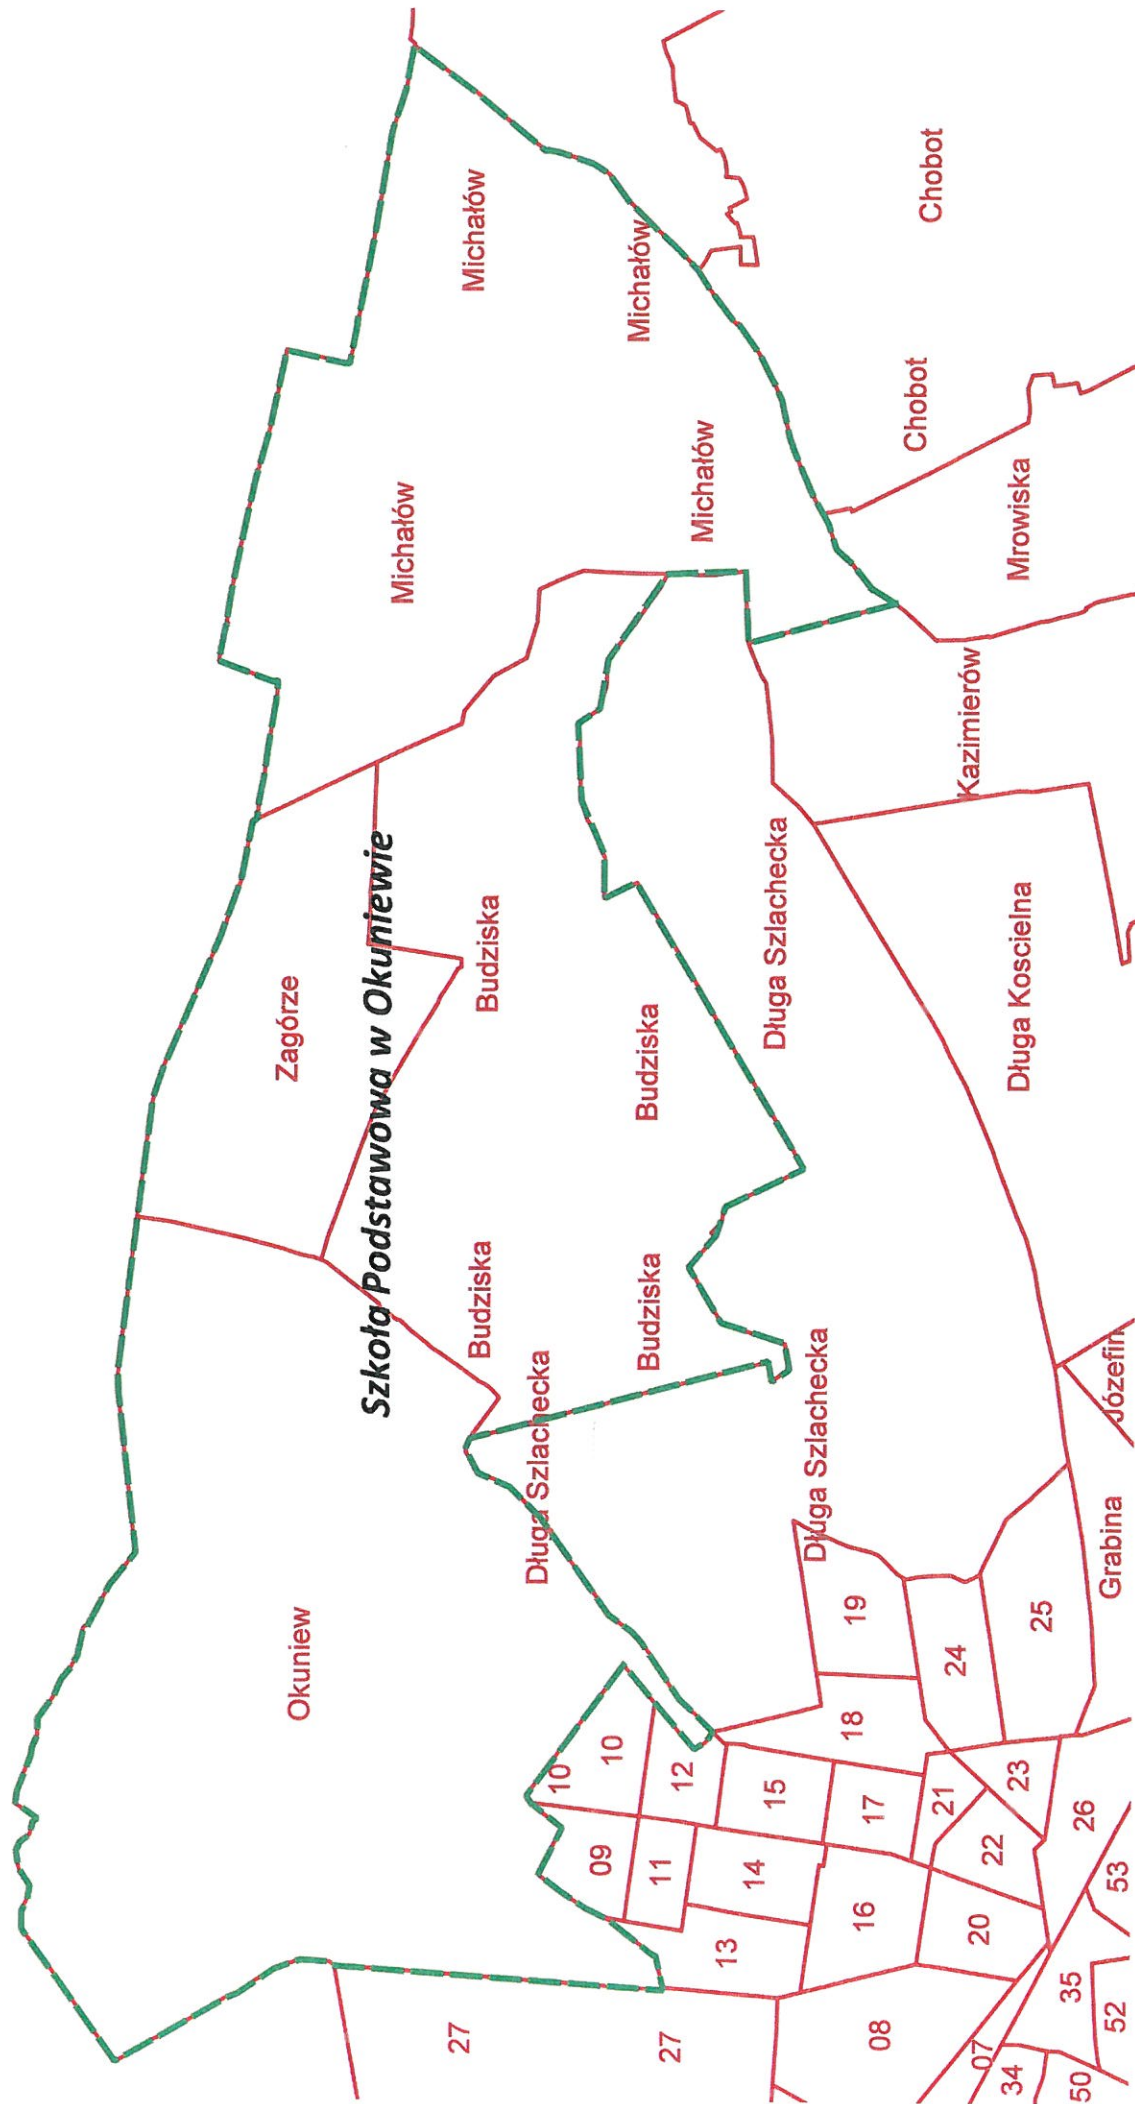 Michałów
Michałów
Michałów
Michałów
Chobot
Chobot
Mrowiska
Kazimierów
Zagórze
Szkoła Podstawowa w Okuniewie
Budziska
Budziska
Budziska
Budziska
Długa Szlachecka
Długa Koscielna
Długa Szlachecka
Długa Szlachecka
Józefin
Grabina
Okuniew
10
10
09
12
11
15
14
13
19
18
17
16
24
25
21
23
22
20
26
53
27
27
08
07
35
34
52
50